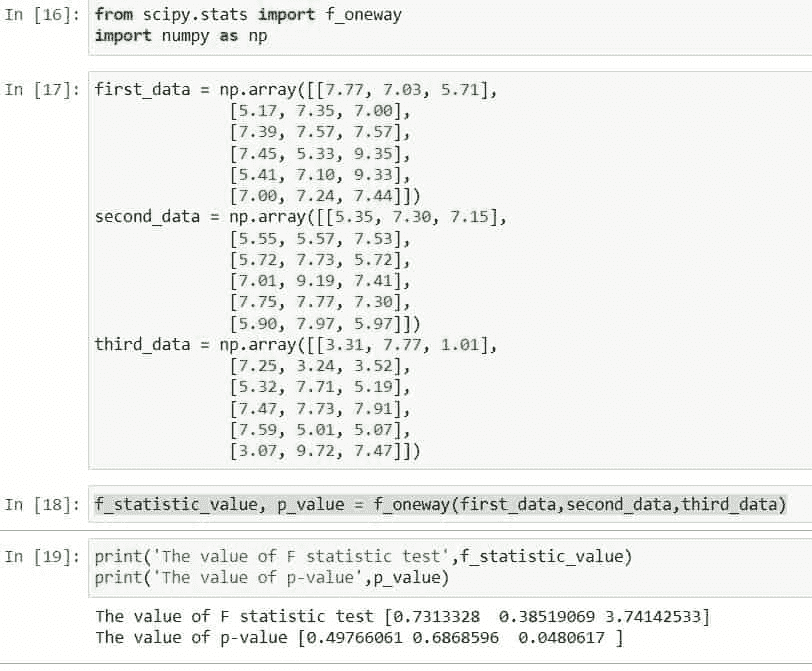 In [16]: from scipy.stats import f_oneway
import numpy as np
In [17]: first_data = np.array([[7.77, 7.03, 5.71],
[5.17, 7.35, 7.00],
[7.39, 7.57, 7.57],
[7.45, 5.33, 9.35],
[5.41, 7.10, 9.33],
[7.00, 7.24, 7.44]])
second_data = np.array([[5.35, 7.30, 7.15],
[5.55, 5.57, 7.53],
[5.72, 7.73, 5.72],
[7.01, 9.19, 7.41],
[7.75, 7.77, 7.30],
[5.90, 7.97, 5.97]])
third_data = np.array([[3.31, 7.77, 1.01],
[7.25, 3.24, 3.52],
[5.32, 7.71, 5.19],
[7.47, 7.73, 7.91],
[7.59, 5.01, 5.07],
[3.07, 9.72, 7.47]])
In [18]: f_statistic_value, p_value = f_oneway(first_data,second_data,third_data)
In [19]: print('The value of F statistic test',f_statistic_value)
print('The value of p-value',p_value)
The value of F statistic test [0.7313328  0.38519069 3.74142533]
The value of p-value [0.49766061 0.6868596  0.0480617 ]